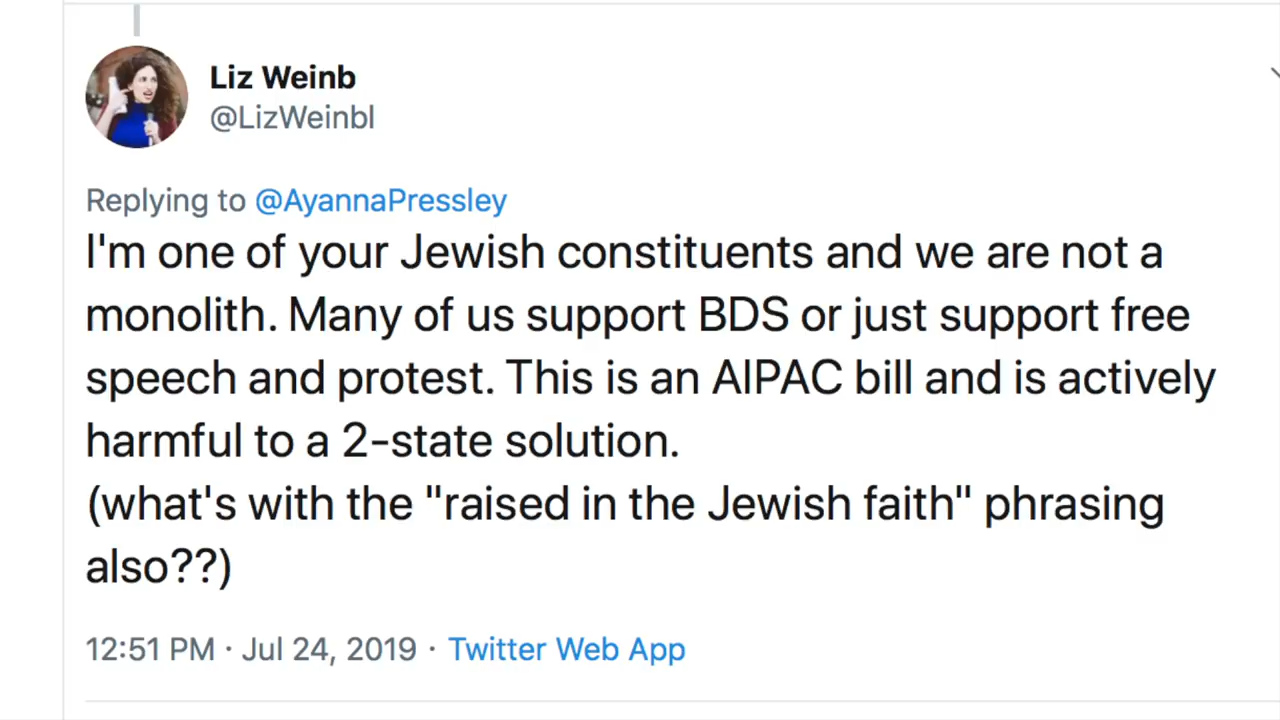 Liz Weinb
@LizWeinbl
Replying to @AyannaPressley
I'm one of your Jewish constituents and we are not a
monolith. Many of us support BDS or just support free
speech and protest. This is an AIPAC bill and is actively
harmful to a 2-state solution.
(what's with the "raised in the Jewish faith" phrasing
also??)
12:51 PM · Jul 24, 2019 · Twitter Web App